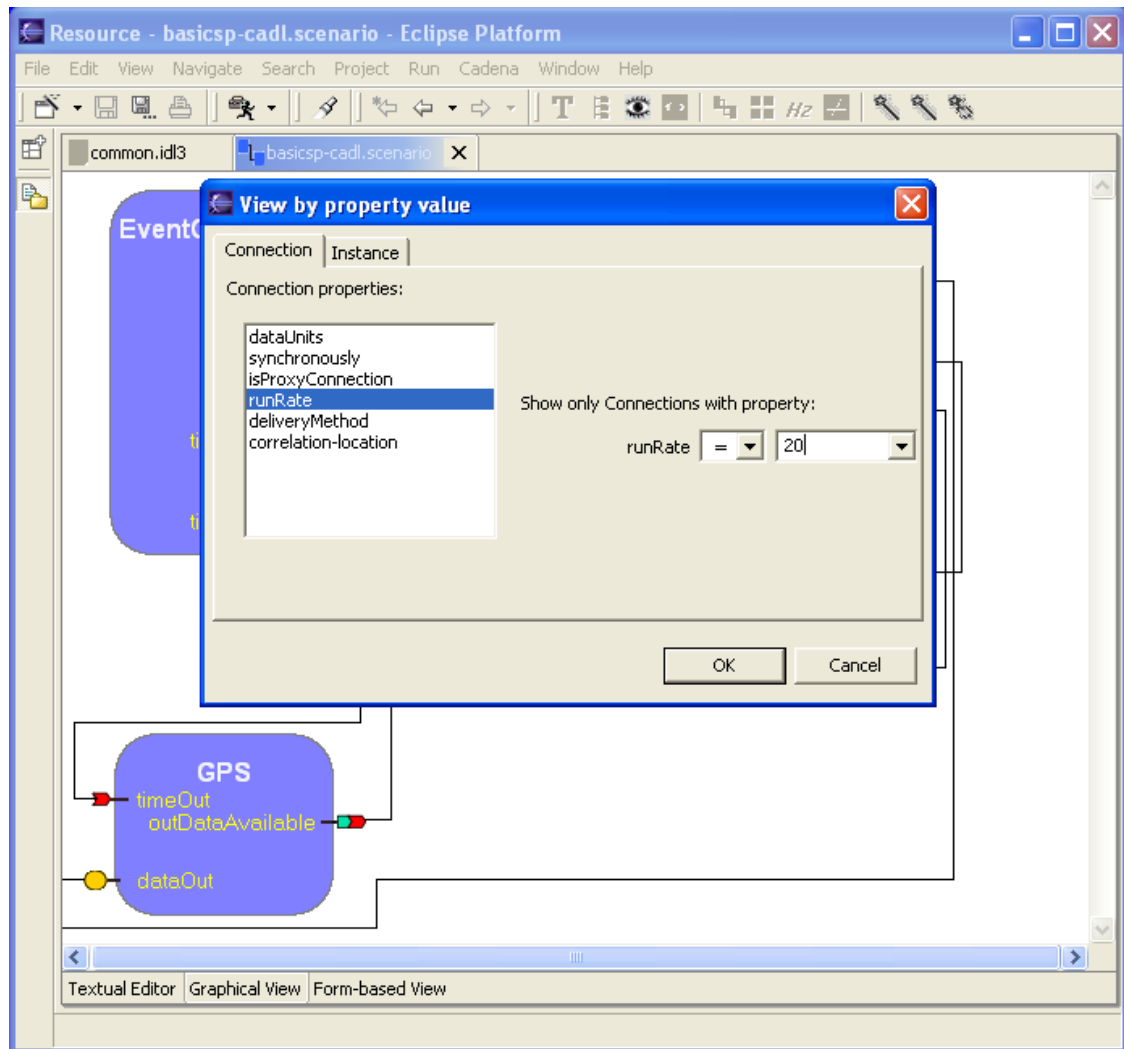 Resource - basicsp-cadl.scenario - Eclipse Platform
File Edit View Navigate Search Project Run Cadena Window Help
T Hz
common.idl3 basicsp-cadl.scenario
View by property value
Connection Instance
Connection properties:
dataUnits
synchronously
isProxyConnection
runRate
deliveryMethod
correlation-location
Show only Connections with property:
runRate = 20
OK Cancel
GPS
timeOut
outDataAvailable
dataOut
Textual Editor Graphical View Form-based View